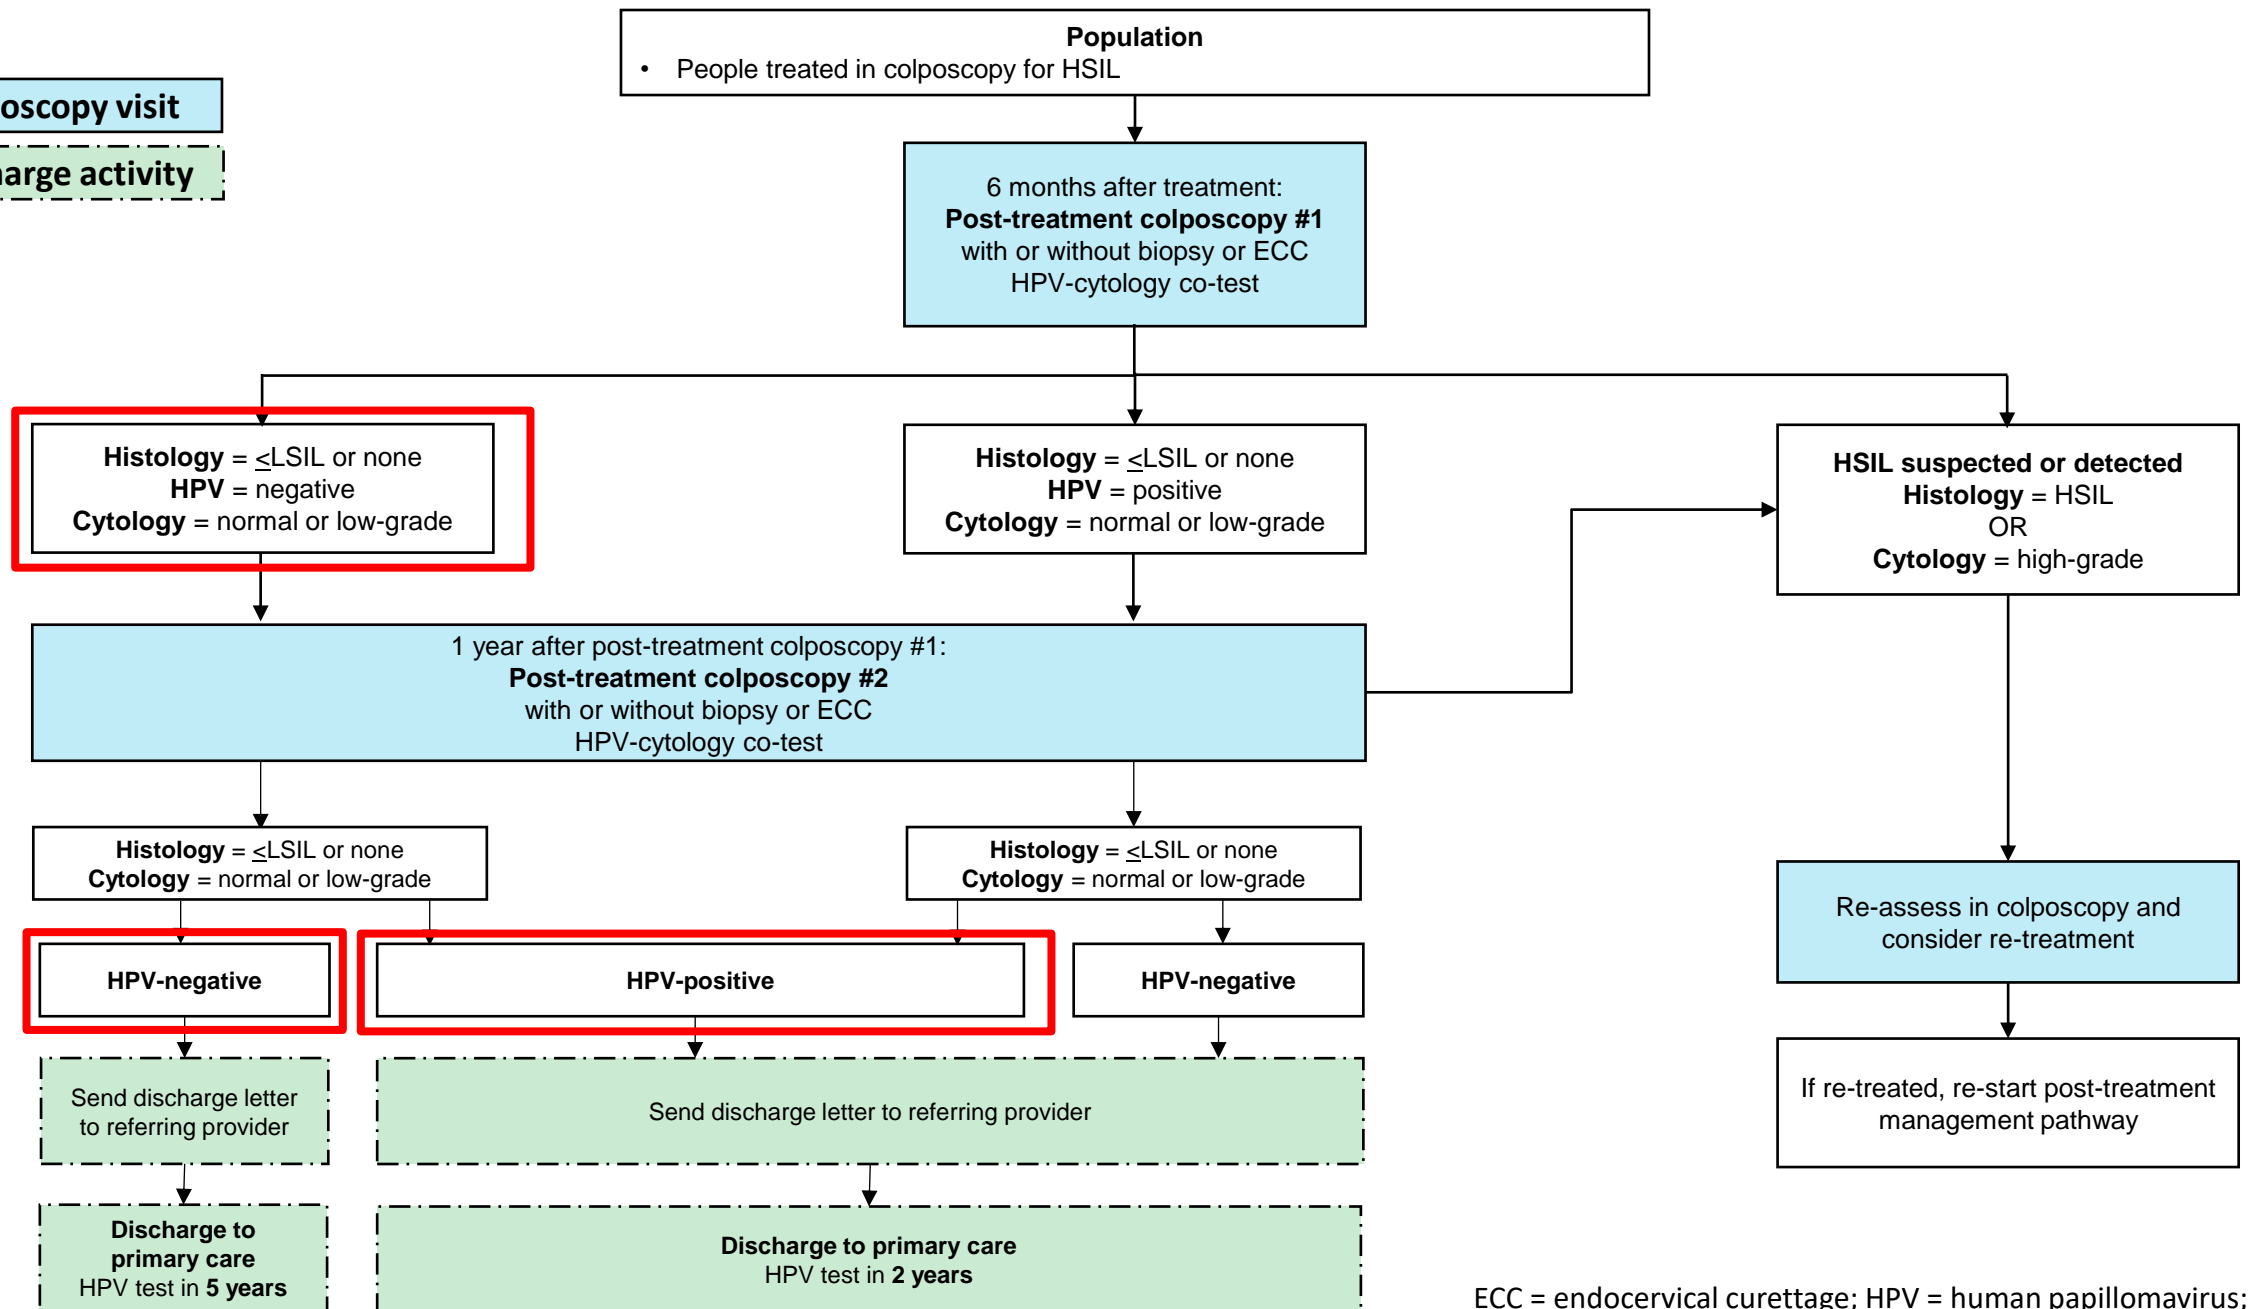 Population
• People treated in colposcopy for HSIL
oscopy visit
harge activity
6 months after treatment:
Post-treatment colposcopy #1
with or without biopsy or ECC
HPV-cytology co-test
Histology = <LSIL or none
HPV = negative
Cytology = normal or low-grade
Histology = <LSIL or none
HPV = positive
Cytology = normal or low-grade
HSIL suspected or detected
Histology = HSIL
OR
Cytology = high-grade
1 year after post-treatment colposcopy #1:
Post-treatment colposcopy #2
with or without biopsy or ECC
HPV-cytology co-test
Histology = <LSIL or none
Cytology = normal or low-grade
Histology = <LSIL or none
Cytology = normal or low-grade
Re-assess in colposcopy and
consider re-treatment
HPV-negative
HPV-positive
HPV-negative
Send discharge letter
to referring provider
Send discharge letter to referring provider
If re-treated, re-start post-treatment
management pathway
Discharge to
primary care
HPV test in 5 years
Discharge to primary care
HPV test in 2 years
ECC = endocervical curettage; HPV = human papillomavirus;